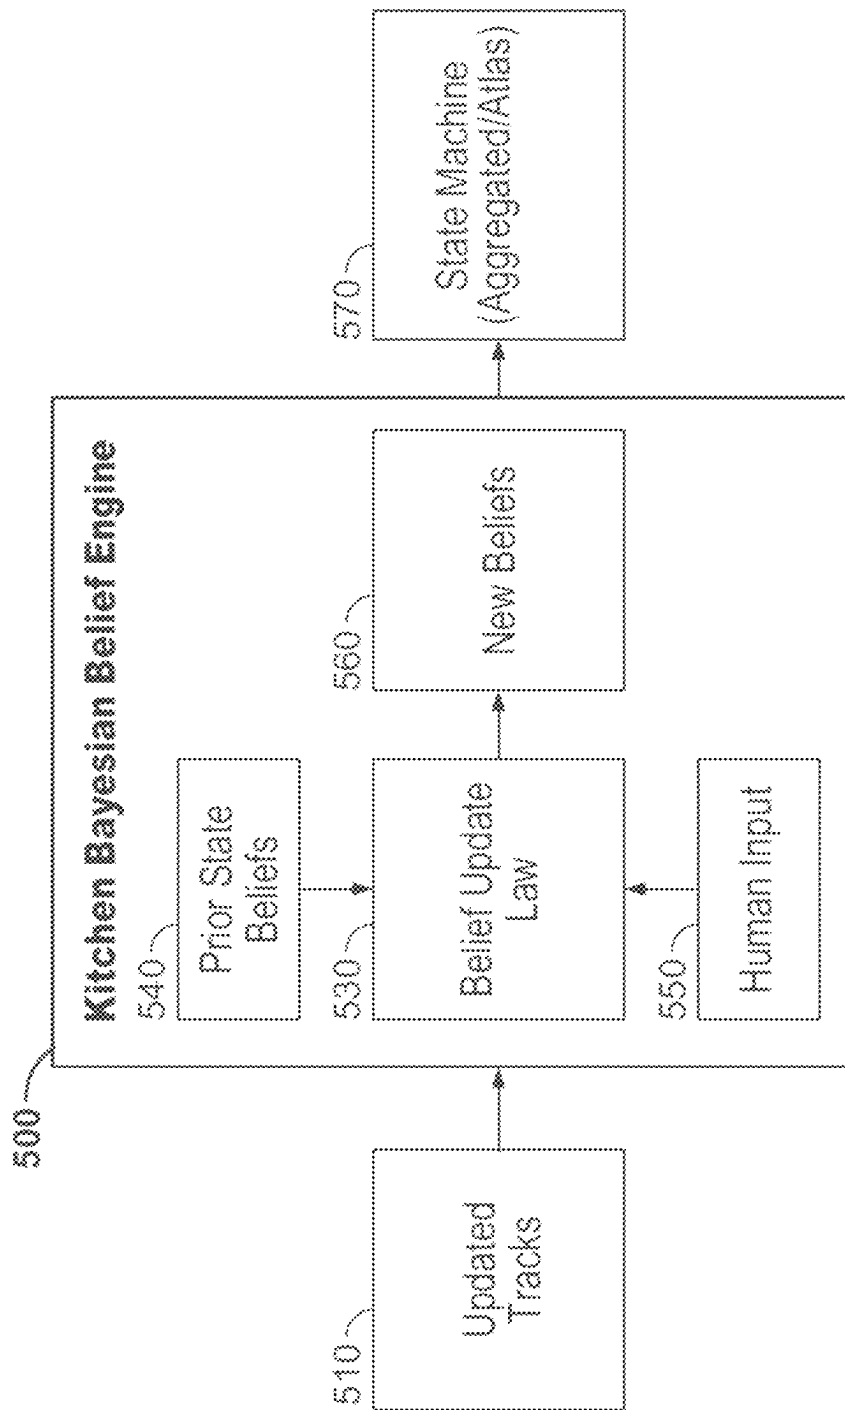 500
Kitchen Bayesian Belief Engine
510
Updated
Tracks
540
Prior State
Beliefs
530
Belief Update
Law
550
Human Input
560
New Beliefs
570
State Machine
(Aggregated/Atlas)